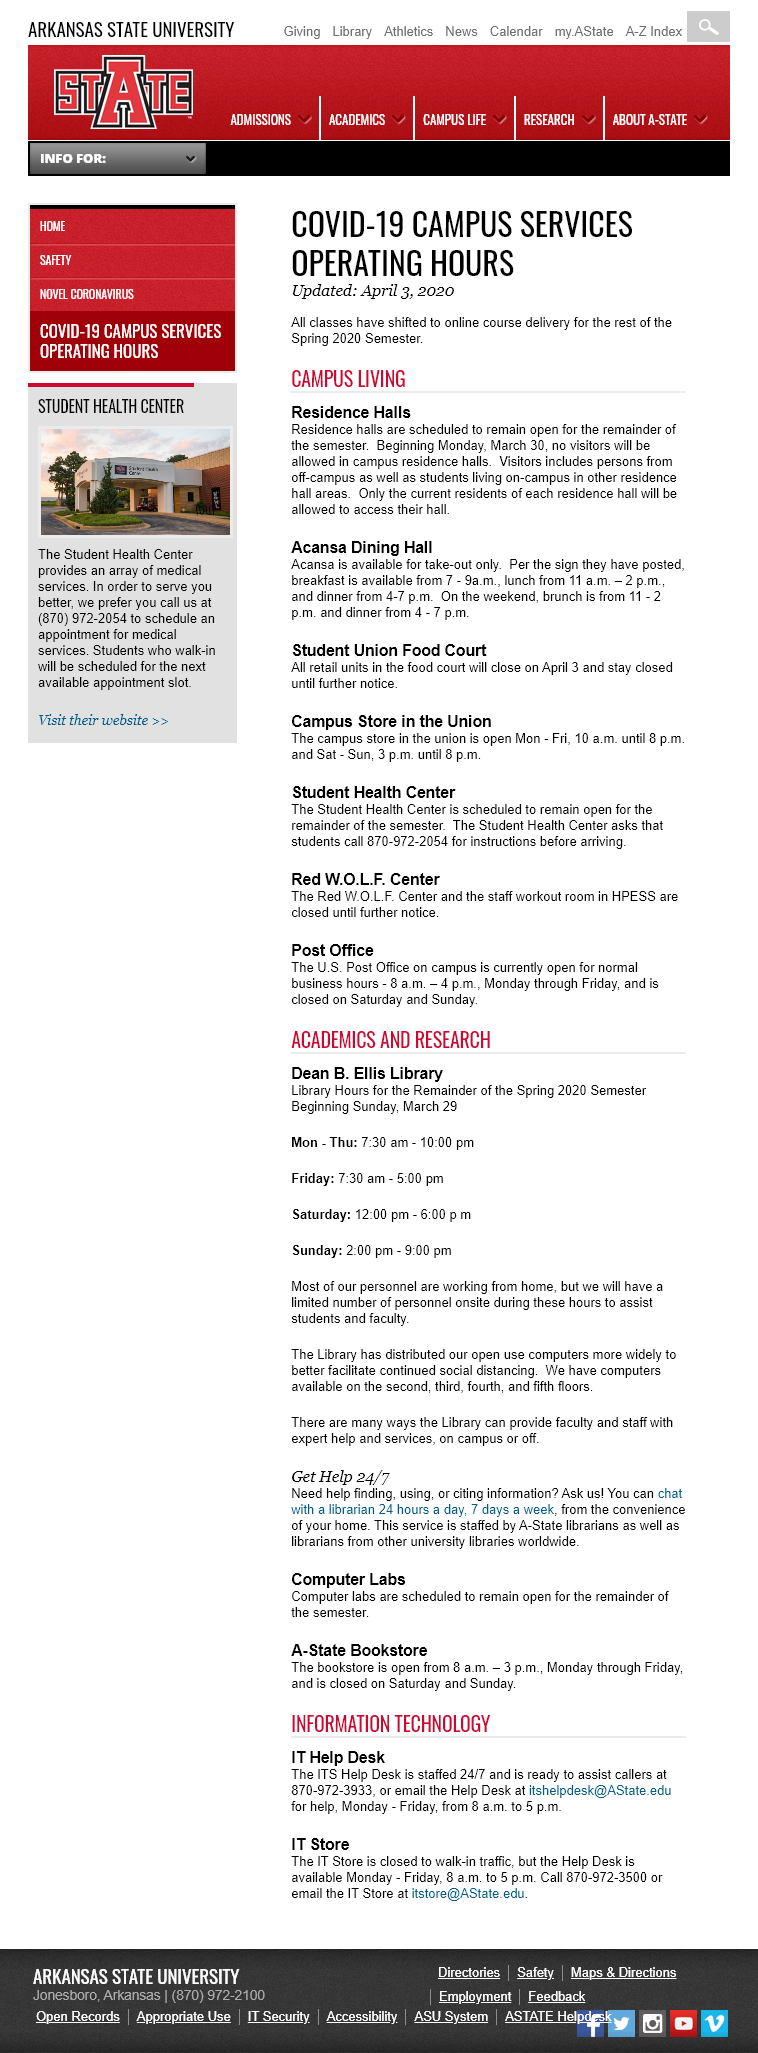 ARKANSAS STATE UNIVERSITY
Giving Library Athletics News Calendar my.AState A-Z Index
STATE
ADMISSIONS ACADEMICS CAMPUS LIFE RESEARCH ABOUT A-STATE
INFO FOR:
HOME
SAFETY
NOVEL CORONAVIRUS
COVID-19 CAMPUS SERVICES
OPERATING HOURS
STUDENT HEALTH CENTER
Student Health
Center
The Student Health Center
provides an array of medical
services. In order to serve you
better, we prefer you call us at
(870) 972-2054 to schedule an
appointment for medical
services. Students who walk-in
will be scheduled for the next
available appointment slot.
Visit their website >>
COVID-19 CAMPUS SERVICES
OPERATING HOURS
Updated: April 3, 2020
All classes have shifted to online course delivery for the rest of the
Spring 2020 Semester.
CAMPUS LIVING
Residence Halls
Residence halls are scheduled to remain open for the remainder of
the semester.  Beginning Monday, March 30, no visitors will be
allowed in campus residence halls.  Visitors includes persons from
off-campus as well as students living on-campus in other residence
hall areas.  Only the current residents of each residence hall will be
allowed to access their hall.
Acansa Dining Hall
Acansa is available for take-out only.  Per the sign they have posted,
breakfast is available from 7 - 9a.m., lunch from 11 a.m. – 2 p.m.,
and dinner from 4-7 p.m.  On the weekend, brunch is from 11 - 2
p.m. and dinner from 4 - 7 p.m.
Student Union Food Court
All retail units in the food court will close on April 3 and stay closed
until further notice.
Campus Store in the Union
The campus store in the union is open Mon - Fri, 10 a.m. until 8 p.m.
and Sat - Sun, 3 p.m. until 8 p.m.
Student Health Center
The Student Health Center is scheduled to remain open for the
remainder of the semester.  The Student Health Center asks that
students call 870-972-2054 for instructions before arriving.
Red W.O.L.F. Center
The Red W.O.L.F. Center and the staff workout room in HPESS are
closed until further notice.
Post Office
The U.S. Post Office on campus is currently open for normal
business hours - 8 a.m. – 4 p.m., Monday through Friday, and is
closed on Saturday and Sunday.
ACADEMICS AND RESEARCH
Dean B. Ellis Library
Library Hours for the Remainder of the Spring 2020 Semester
Beginning Sunday, March 29
Mon - Thu: 7:30 am - 10:00 pm
Friday: 7:30 am - 5:00 pm
Saturday: 12:00 pm - 6:00 p m
Sunday: 2:00 pm - 9:00 pm
Most of our personnel are working from home, but we will have a
limited number of personnel onsite during these hours to assist
students and faculty.
The Library has distributed our open use computers more widely to
better facilitate continued social distancing.  We have computers
available on the second, third, fourth, and fifth floors.
There are many ways the Library can provide faculty and staff with
expert help and services, on campus or off.
Get Help 24/7
Need help finding, using, or citing information? Ask us! You can chat
with a librarian 24 hours a day, 7 days a week, from the convenience
of your home. This service is staffed by A-State librarians as well as
librarians from other university libraries worldwide.
Computer Labs
Computer labs are scheduled to remain open for the remainder of
the semester.
A-State Bookstore
The bookstore is open from 8 a.m. – 3 p.m., Monday through Friday,
and is closed on Saturday and Sunday.
INFORMATION TECHNOLOGY
IT Help Desk
The ITS Help Desk is staffed 24/7 and is ready to assist callers at
870-972-3933, or email the Help Desk at itshelpdesk@AState.edu
for help, Monday - Friday, from 8 a.m. to 5 p.m.
IT Store
The IT Store is closed to walk-in traffic, but the Help Desk is
available Monday - Friday, 8 a.m. to 5 p.m. Call 870-972-3500 or
email the IT Store at itstore@AState.edu.
ARKANSAS STATE UNIVERSITY
Jonesboro, Arkansas | (870) 972-2100
Directories Safety Maps & Directions
Employment Feedback
Open Records Appropriate Use IT Security Accessibility ASU System ASTATE Helpdesk